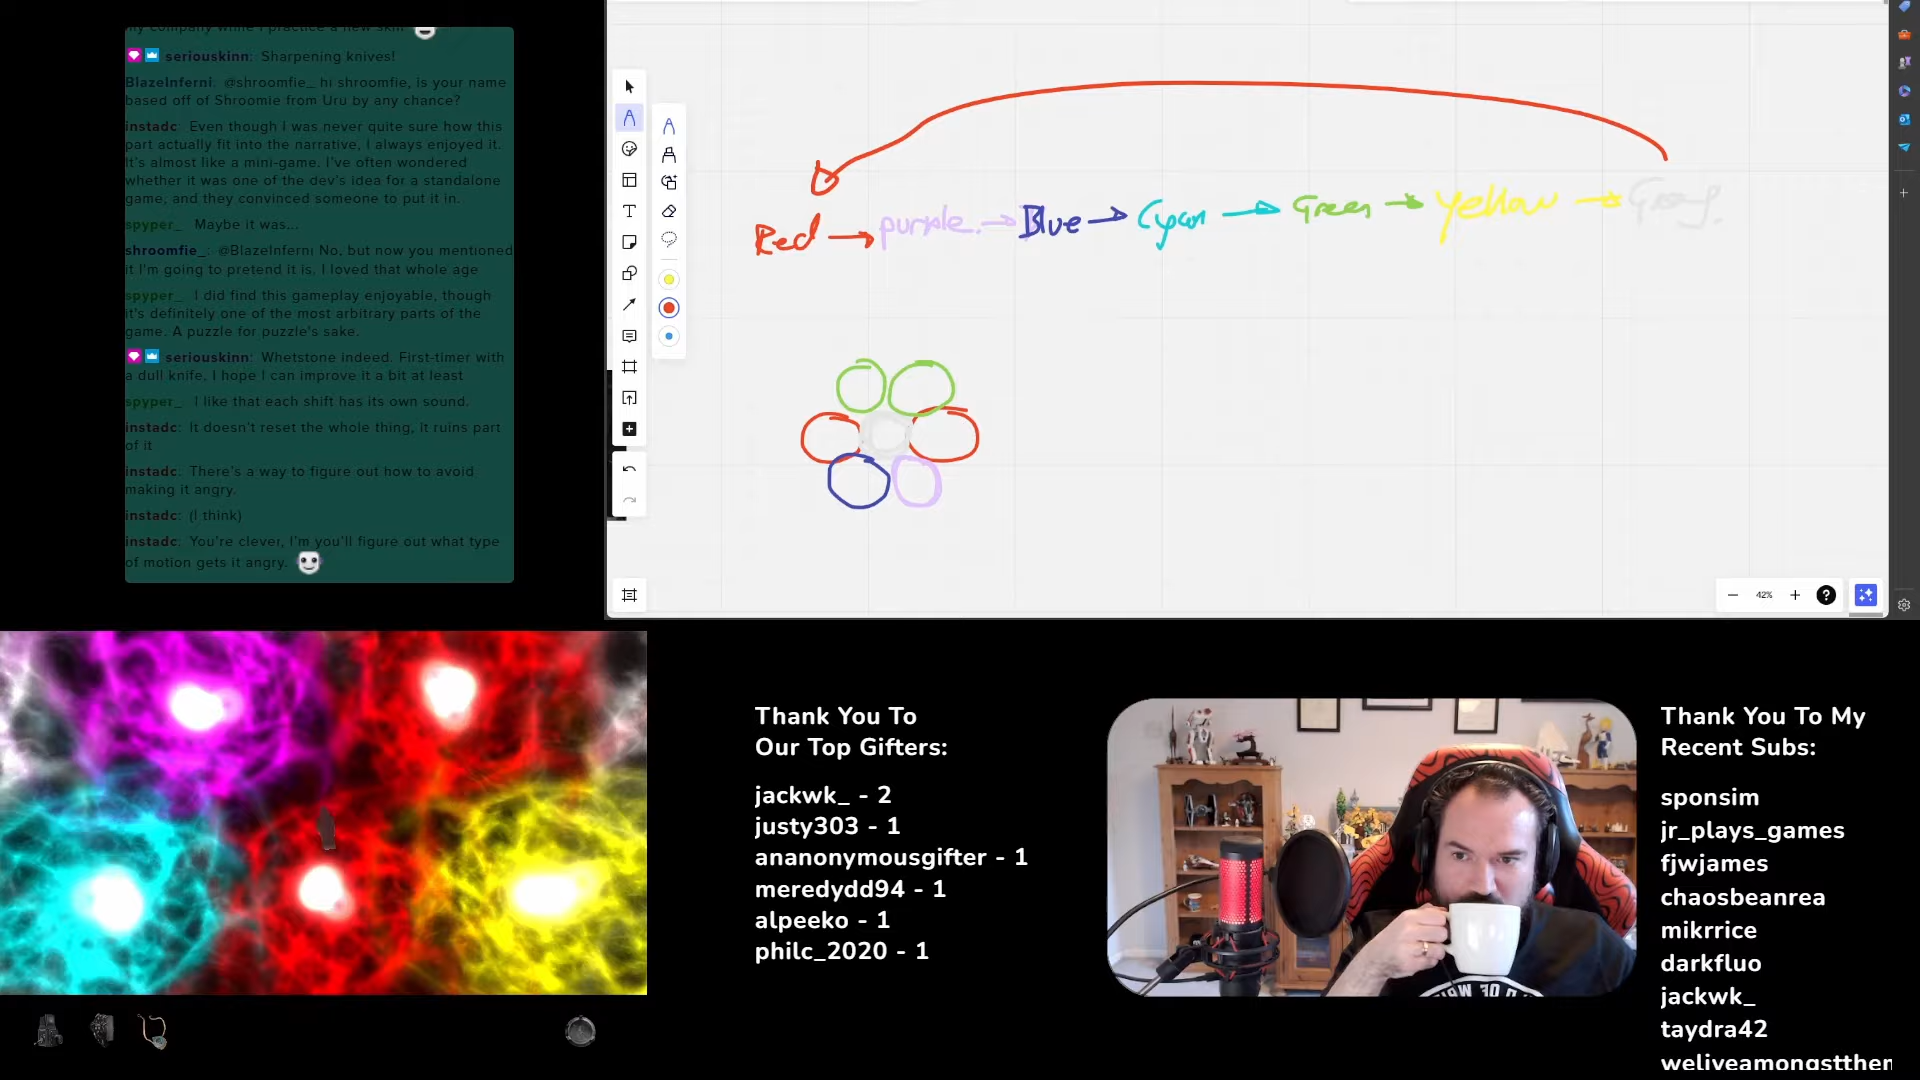 seriouskinn: Sharpening knives!
BlazeInferni: @shroomfie_ hi shroomfie, is your name
based off of Shroomie from Uru by any chance?
instadc: Even though I was never quite sure how this
part actually fit into the narrative, I always enjoyed it.
It's almost like a mini-game. I've often wondered
whether it was one of the dev's idea for a standalone
game, and they convinced someone to put it in.
spyper_ Maybe it was...
shroomfie_: @BlazeInferni No, but now you mentioned
it I'm going to pretend it is, I loved that whole age
spyper_ I did find this gameplay enjoyable, though
it's definitely one of the most arbitrary parts of the
game. A puzzle for puzzle's sake.
seriouskinn: Whetstone indeed. First-timer with
a dull knife, I hope I can improve it a bit at least
spyper_ I like that each shift has its own sound.
instadc: It doesn't reset the whole thing, it ruins part
of it
instadc: There's a way to figure out how to avoid
making it angry.
instadc: (I think)
instadc: You're clever, I'm you'll figure out what type
of motion gets it angry.
Red → purple. → Blue → Cyan → Green → Yellow →
42%
Thank You To
Our Top Gifters:
jackwk_ - 2
justy303 - 1
ananonymousgifter - 1
meredydd94 - 1
alpeeko - 1
philc_2020 - 1
Thank You To My
Recent Subs:
sponsim
jr_plays_games
fjwjames
chaosbeanrea
mikrrice
darkfluo
jackwk_
taydra42